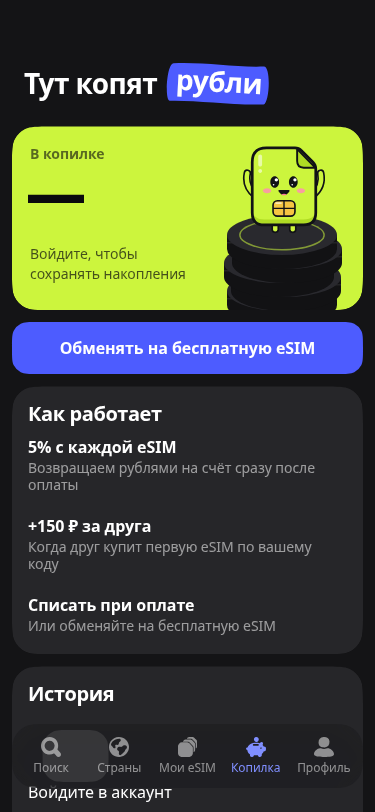 Тут копят рубли
В копилке
Войдите, чтобы
сохранять накопления
Обменять на бесплатную eSIM
Как работает
5% с каждой eSIM
Возвращаем рублями на счёт сразу после
оплаты
+150 ₽ за друга
Когда друг купит первую eSIM по вашему
коду
Списать при оплате
Или обменяйте на бесплатную eSIM
История
Поиск Страны Мои eSIM Копилка Профиль
Войдите в аккаунт